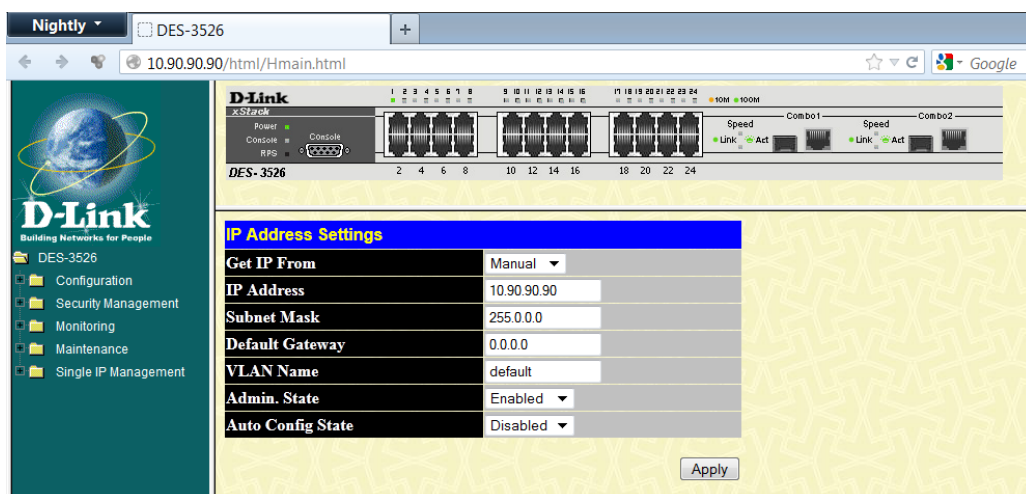 Nightly
DES-3526
+
10.90.90.90/html/Hmain.html
Google
D-Link
xStack
Power
Console
RPS
Console
DES-3526
1 2 3 4 5 6 7 8
9 10 11 12 13 14 15 16
17 18 19 20 21 22 23 24
10M 100M
2 4 6 8
10 12 14 16
18 20 22 24
Combo1
Speed
Link Act
Combo2
Speed
Link Act
D-Link
Building Networks for People
DES-3526
Configuration
Security Management
Monitoring
Maintenance
Single IP Management
IP Address Settings
Get IP From Manual
IP Address 10.90.90.90
Subnet Mask 255.0.0.0
Default Gateway 0.0.0.0
VLAN Name default
Admin. State Enabled
Auto Config State Disabled
Apply